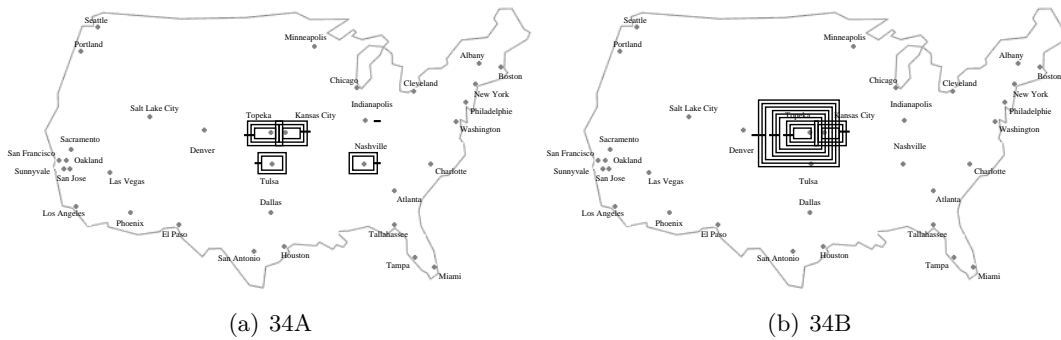 Seattle
Portland
Minneapolis
Albany
Boston
Chicago
Cleveland
New York
Salt Lake City
Topeka
Kansas City
Indianapolis
Philadelphie
Washington
Sacramento
Denver
Nashville
San Francisco
Oakland
Sunnyvale
San Jose
Las Vegas
Tulsa
Charlotte
Atlanta
Los Angeles
Phoenix
Dallas
El Paso
Tallahassee
San Antonio
Houston
Tampa
Miami
(a) 34A
Seattle
Portland
Minneapolis
Albany
Boston
Chicago
Cleveland
New York
Salt Lake City
Topeka
Kansas City
Indianapolis
Philadelphie
Washington
Sacramento
Denver
Nashville
San Francisco
Oakland
Sunnyvale
San Jose
Las Vegas
Tulsa
Charlotte
Atlanta
Los Angeles
Phoenix
Dallas
El Paso
Tallahassee
San Antonio
Houston
Tampa
Miami
(b) 34B